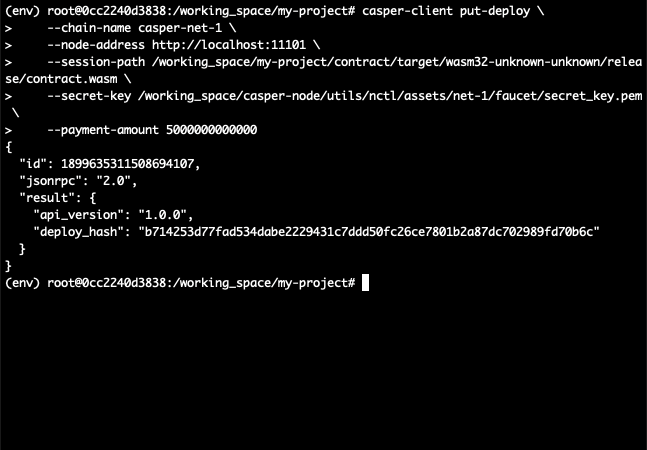 (env) root@0cc2240d3838:/working_space/my-project# casper-client put-deploy \
>     --chain-name casper-net-1 \
>     --node-address http://localhost:11101 \
>     --session-path /working_space/my-project/contract/target/wasm32-unknown-unknown/relea
se/contract.wasm \
>     --secret-key /working_space/casper-node/utils/nctl/assets/net-1/faucet/secret_key.pem
 \
>     --payment-amount 5000000000000
{
  "id": 1899635311508694107,
  "jsonrpc": "2.0",
  "result": {
    "api_version": "1.0.0",
    "deploy_hash": "b714253d77fad534dabe2229431c7ddd50fc26ce7801b2a87dc702989fd70b6c"
  }
}
(env) root@0cc2240d3838:/working_space/my-project#